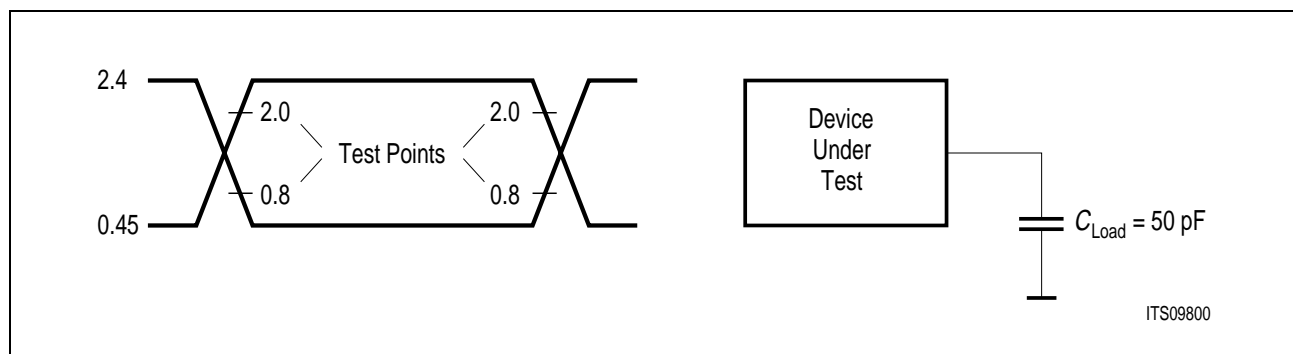 2.4
2.0
2.0
Test Points
0.8
0.8
0.45
Device
Under
Test
CLoad = 50 pF
ITS09800